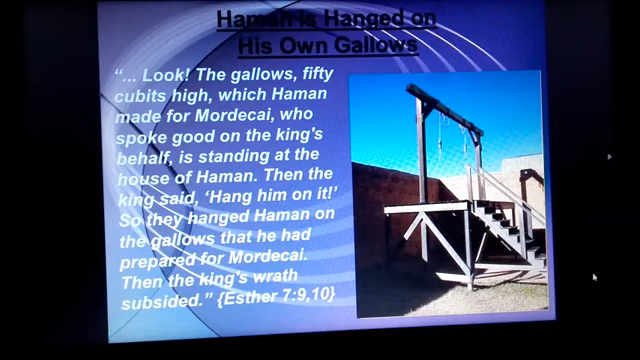 Haman is Hanged on
His Own Gallows
“... Look! The gallows, fifty
cubits high, which Haman
made for Mordecai, who
spoke good on the king's
behalf, is standing at the
house of Haman. Then the
king said, ‘Hang him on it!’
So they hanged Haman on
the gallows that he had
prepared for Mordecai.
Then the king's wrath
subsided.” {Esther 7:9,10}